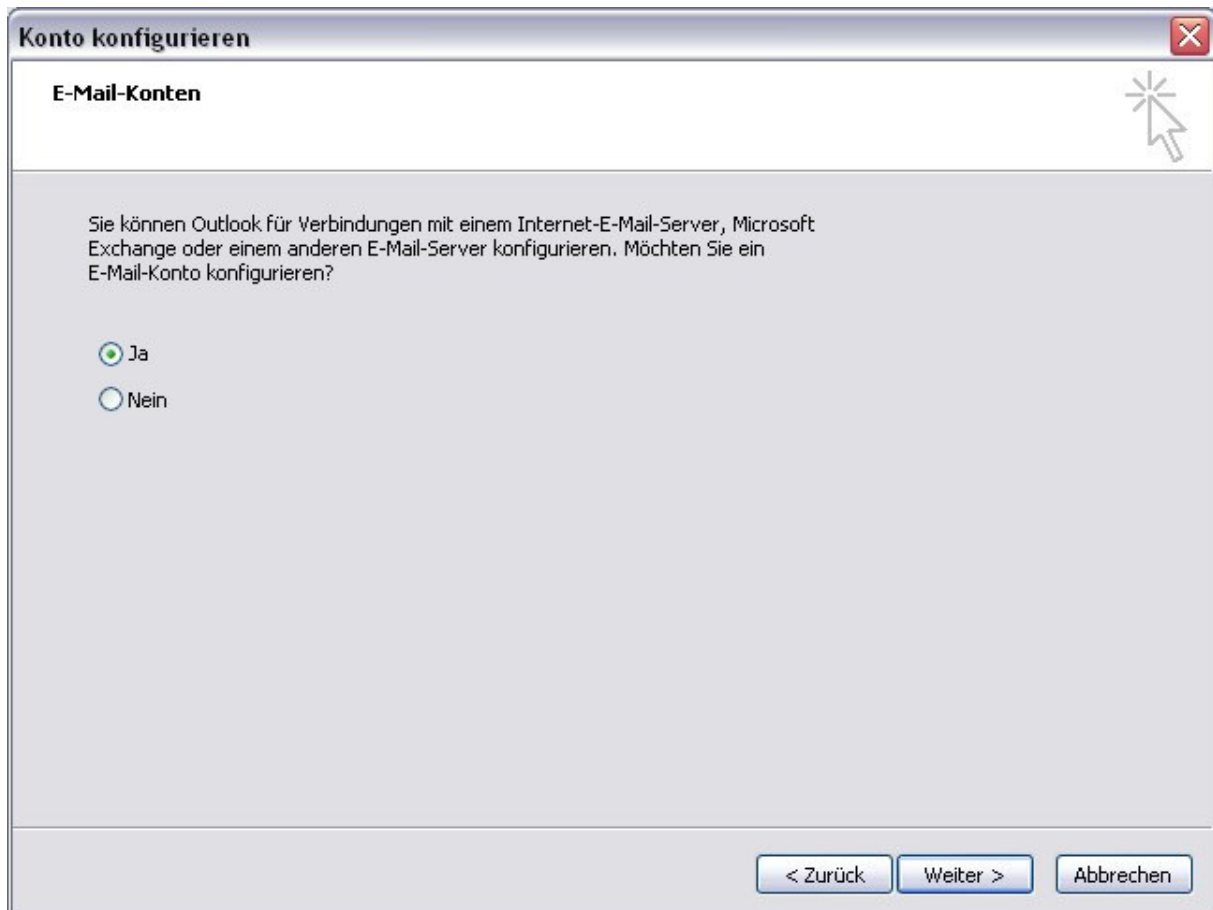 Konto konfigurieren
E-Mail-Konten
Sie können Outlook für Verbindungen mit einem Internet-E-Mail-Server, Microsoft
Exchange oder einem anderen E-Mail-Server konfigurieren. Möchten Sie ein
E-Mail-Konto konfigurieren?
Ja
Nein
< Zurück
Weiter >
Abbrechen